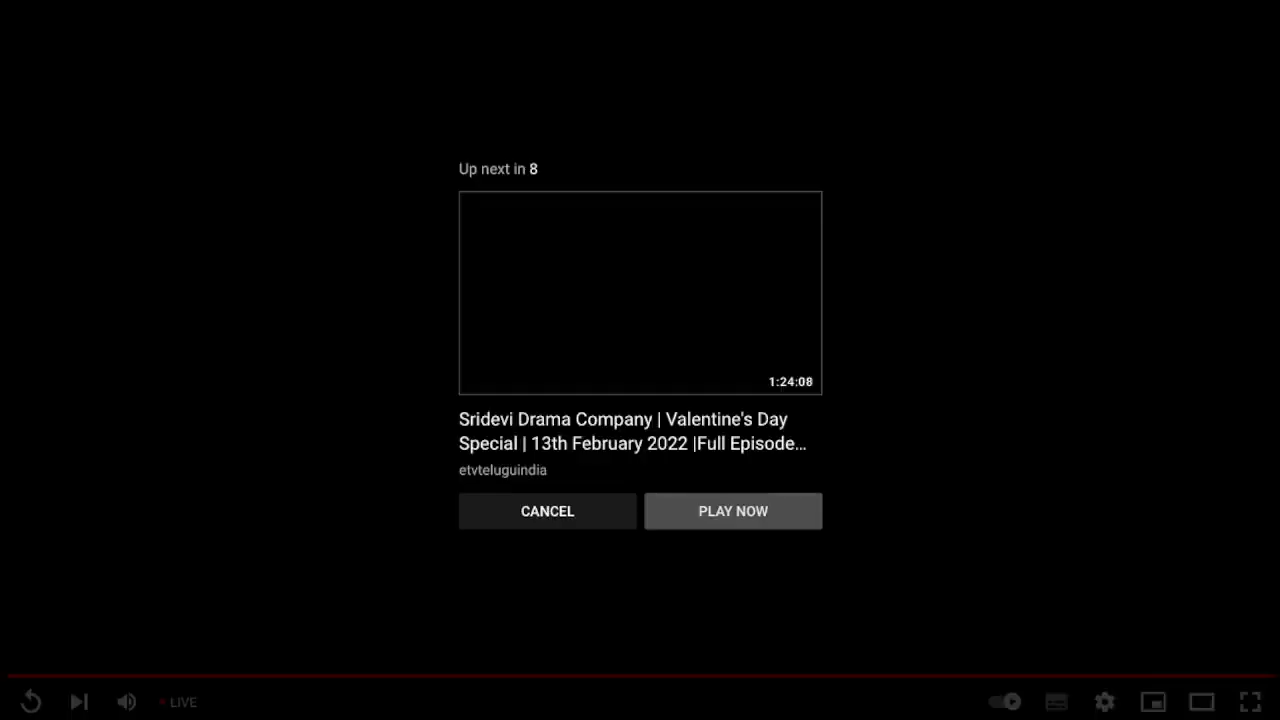 Up next in 8
1:24:08
Sridevi Drama Company | Valentine's Day
Special | 13th February 2022 |Full Episode...
etvteluguindia
CANCEL PLAY NOW
LIVE